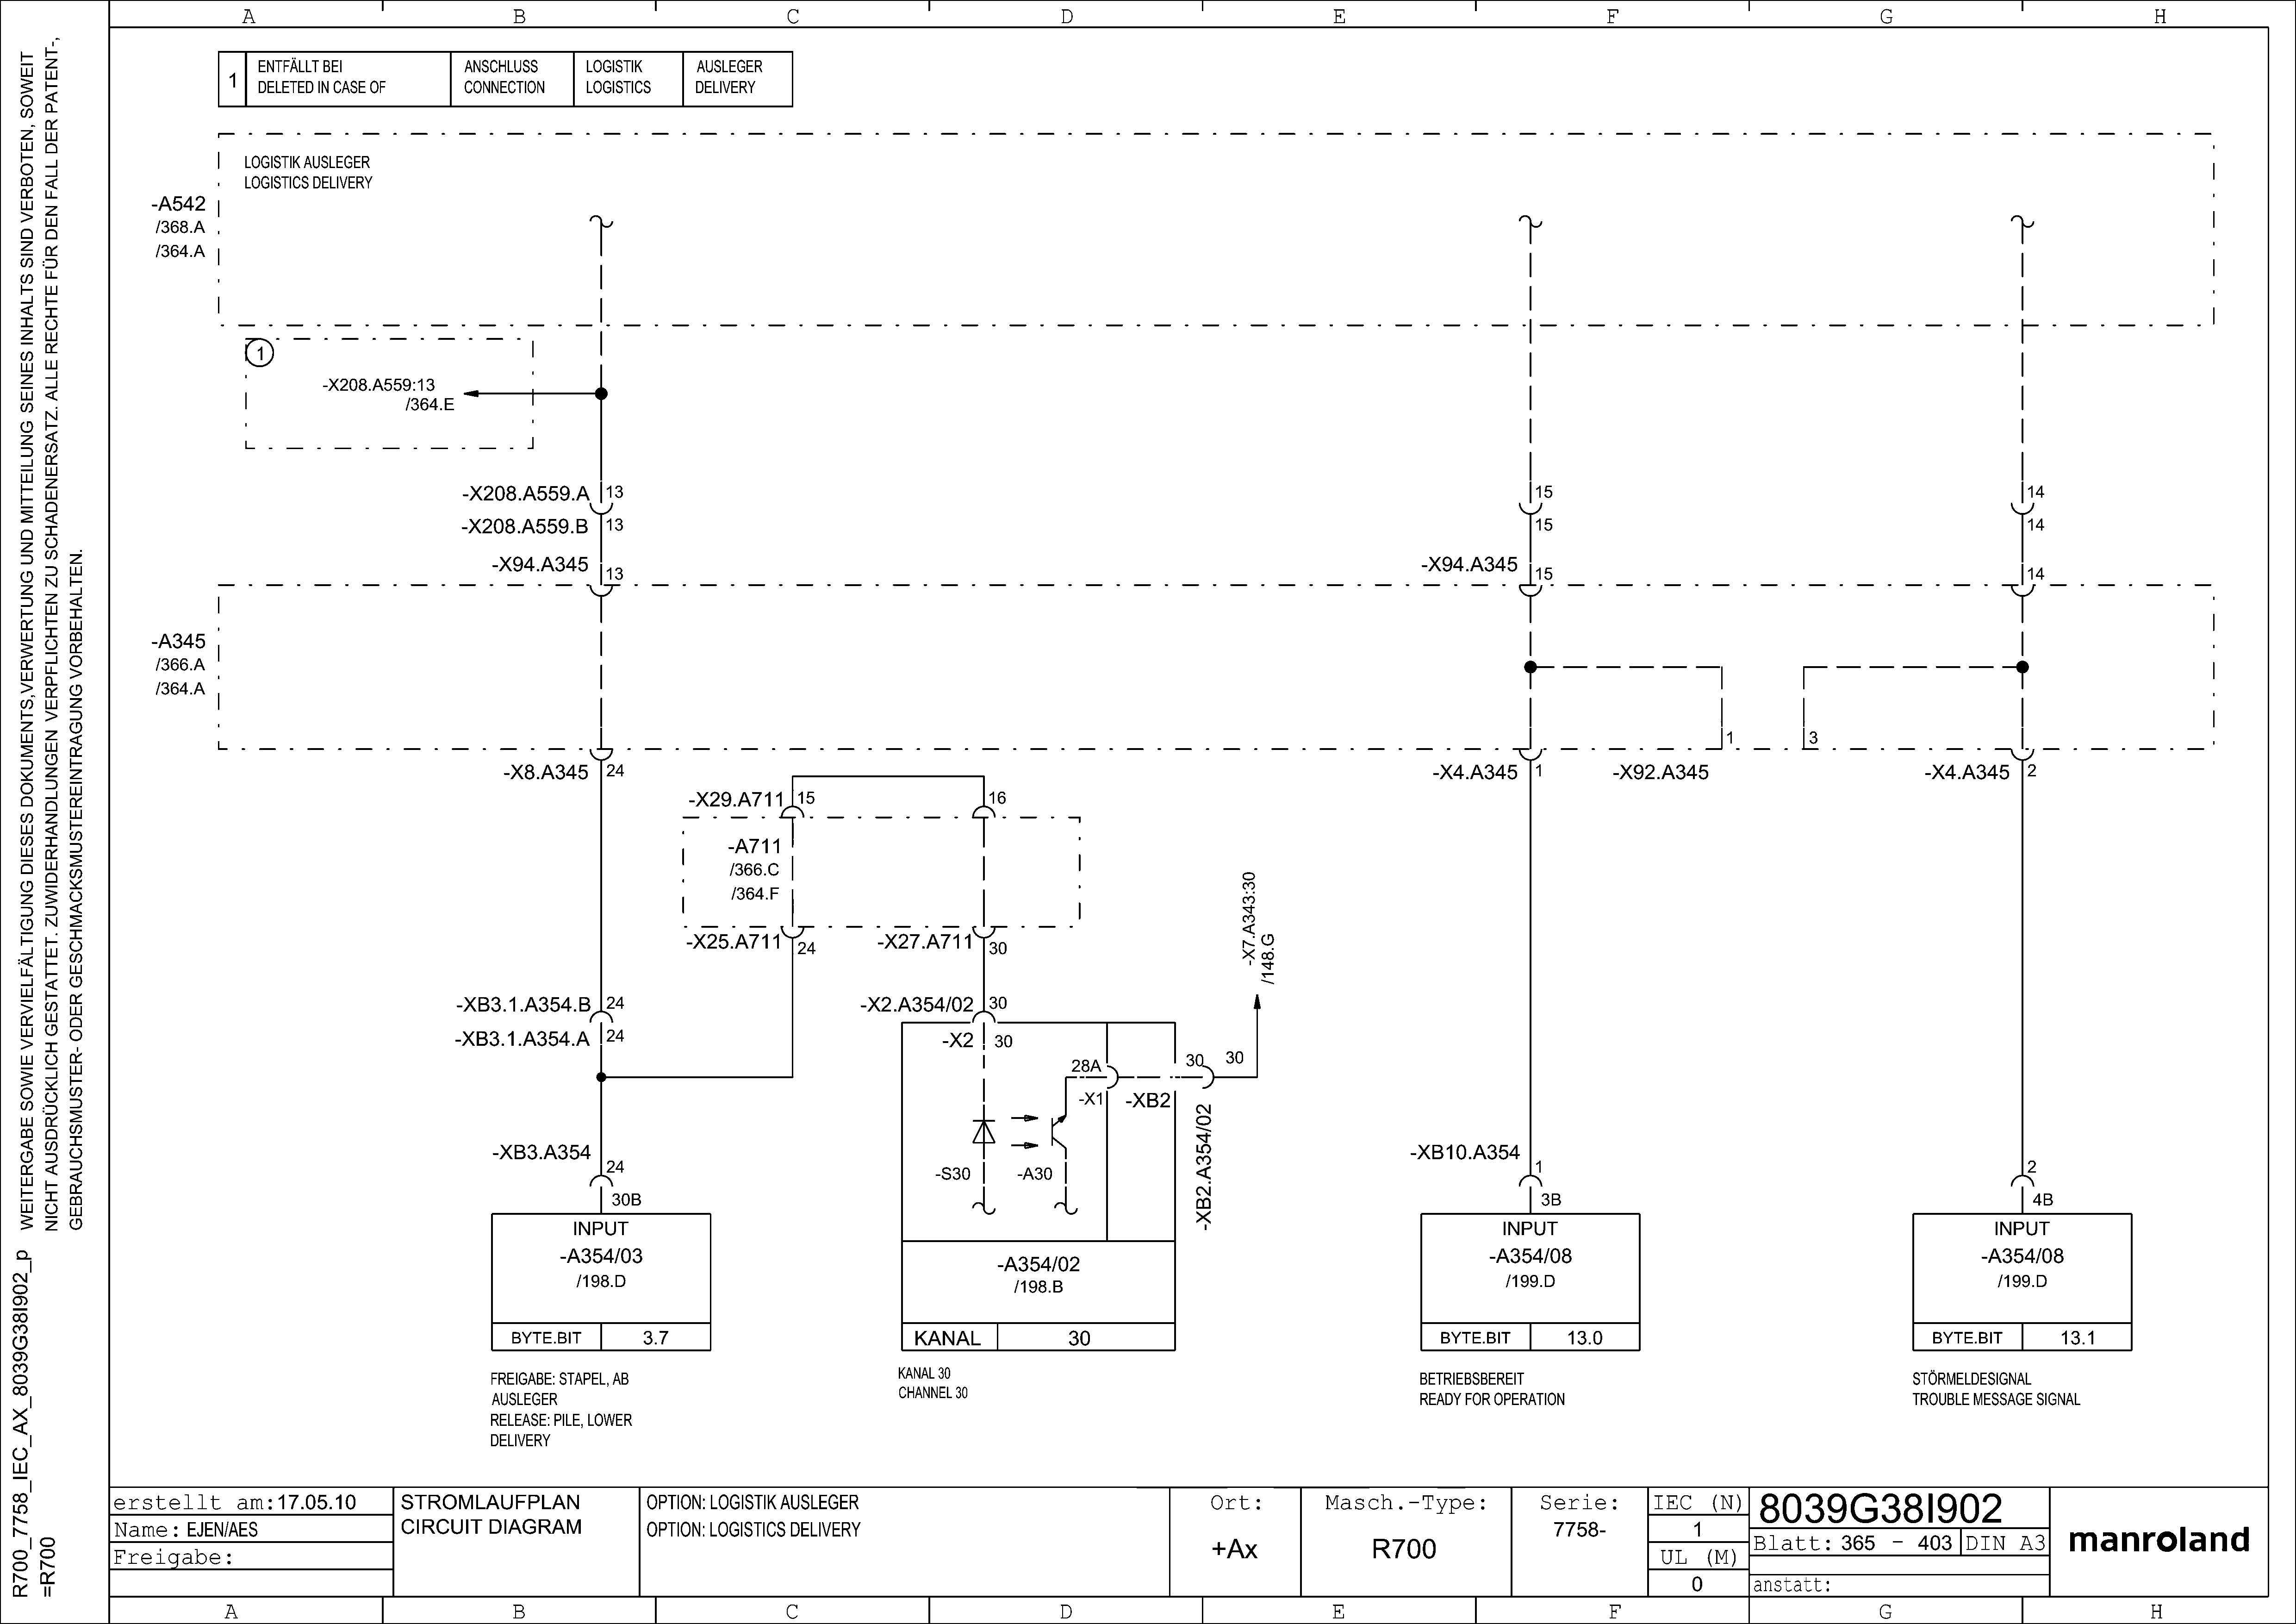 A B C D E F G H
1 ENTFÄLLT BEI ANSCHLUSS LOGISTIK AUSLEGER
DELETED IN CASE OF CONNECTION LOGISTICS DELIVERY
LOGISTIK AUSLEGER
LOGISTICS DELIVERY
-A542
/368.A
/364.A
1
-X208.A559:13
/364.E
-X208.A559.A 13 15 14
-X208.A559.B 13 15 14
-X94.A345 13 -X94.A345 15 14
-A345
/366.A
/364.A
1 3
-X8.A345 24 -X4.A345 1 -X92.A345 -X4.A345 2
-X29.A711 15 16
-A711
/366.C
/364.F
-X25.A711 24 -X27.A711 30
-X7.A343:30
/148.G
-XB3.1.A354.B 24 -X2.A354/02 30
-XB3.1.A354.A 24 -X2 30
28A 30 30
-X1 -XB2
-XB2.A354/02
-S30 -A30
-XB3.A354 24 -XB10.A354 1 2
30B 3B 4B
INPUT
-A354/03
/198.D
BYTE.BIT 3.7
FREIGABE: STAPEL, AB
AUSLEGER
RELEASE: PILE, LOWER
DELIVERY
-A354/02
/198.B
KANAL 30
KANAL 30
CHANNEL 30
INPUT
-A354/08
/199.D
BYTE.BIT 13.0
BETRIEBSBEREIT
READY FOR OPERATION
INPUT
-A354/08
/199.D
BYTE.BIT 13.1
STÖRMELDESIGNAL
TROUBLE MESSAGE SIGNAL
WEITERGABE SOWIE VERVIELFÄLTIGUNG DIESES DOKUMENTS,VERWERTUNG UND MITTEILUNG SEINES INHALTS SIND VERBOTEN, SOWEIT
NICHT AUSDRÜCKLICH GESTATTET. ZUWIDERHANDLUNGEN VERPFLICHTEN ZU SCHADENERSATZ. ALLE RECHTE FÜR DEN FALL DER PATENT-,
GEBRAUCHSMUSTER- ODER GESCHMACKSMUSTEREINTRAGUNG VORBEHALTEN.
R700_7758_IEC_AX_8039G38I902_p
=R700
erstellt am:17.05.10
Name: EJEN/AES
Freigabe:
STROMLAUFPLAN
CIRCUIT DIAGRAM
OPTION: LOGISTIK AUSLEGER
OPTION: LOGISTICS DELIVERY
Ort:
+Ax
Masch.-Type:
R700
Serie:
7758-
IEC (N)
1
UL (M)
0
8039G38I902
Blatt: 365 - 403 DIN A3
anstatt:
manroland
A B C D E F G H